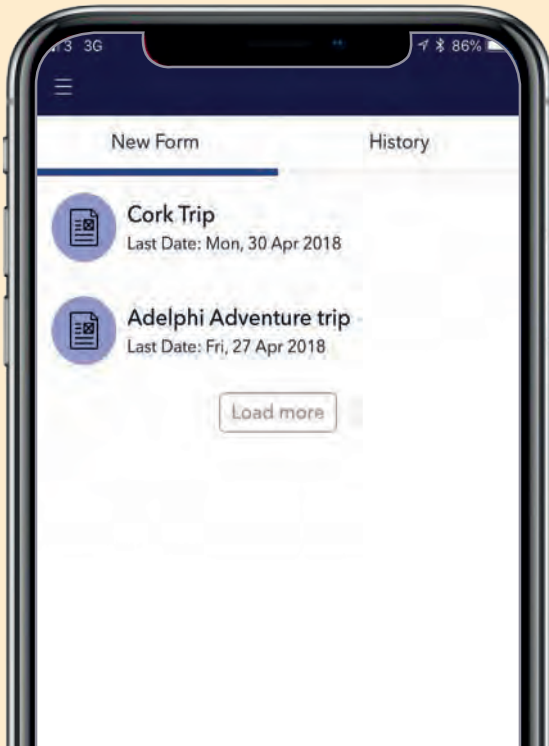 3 3G 86%
New Form History
Cork Trip
Last Date: Mon, 30 Apr 2018
Adelphi Adventure trip
Last Date: Fri, 27 Apr 2018
Load more